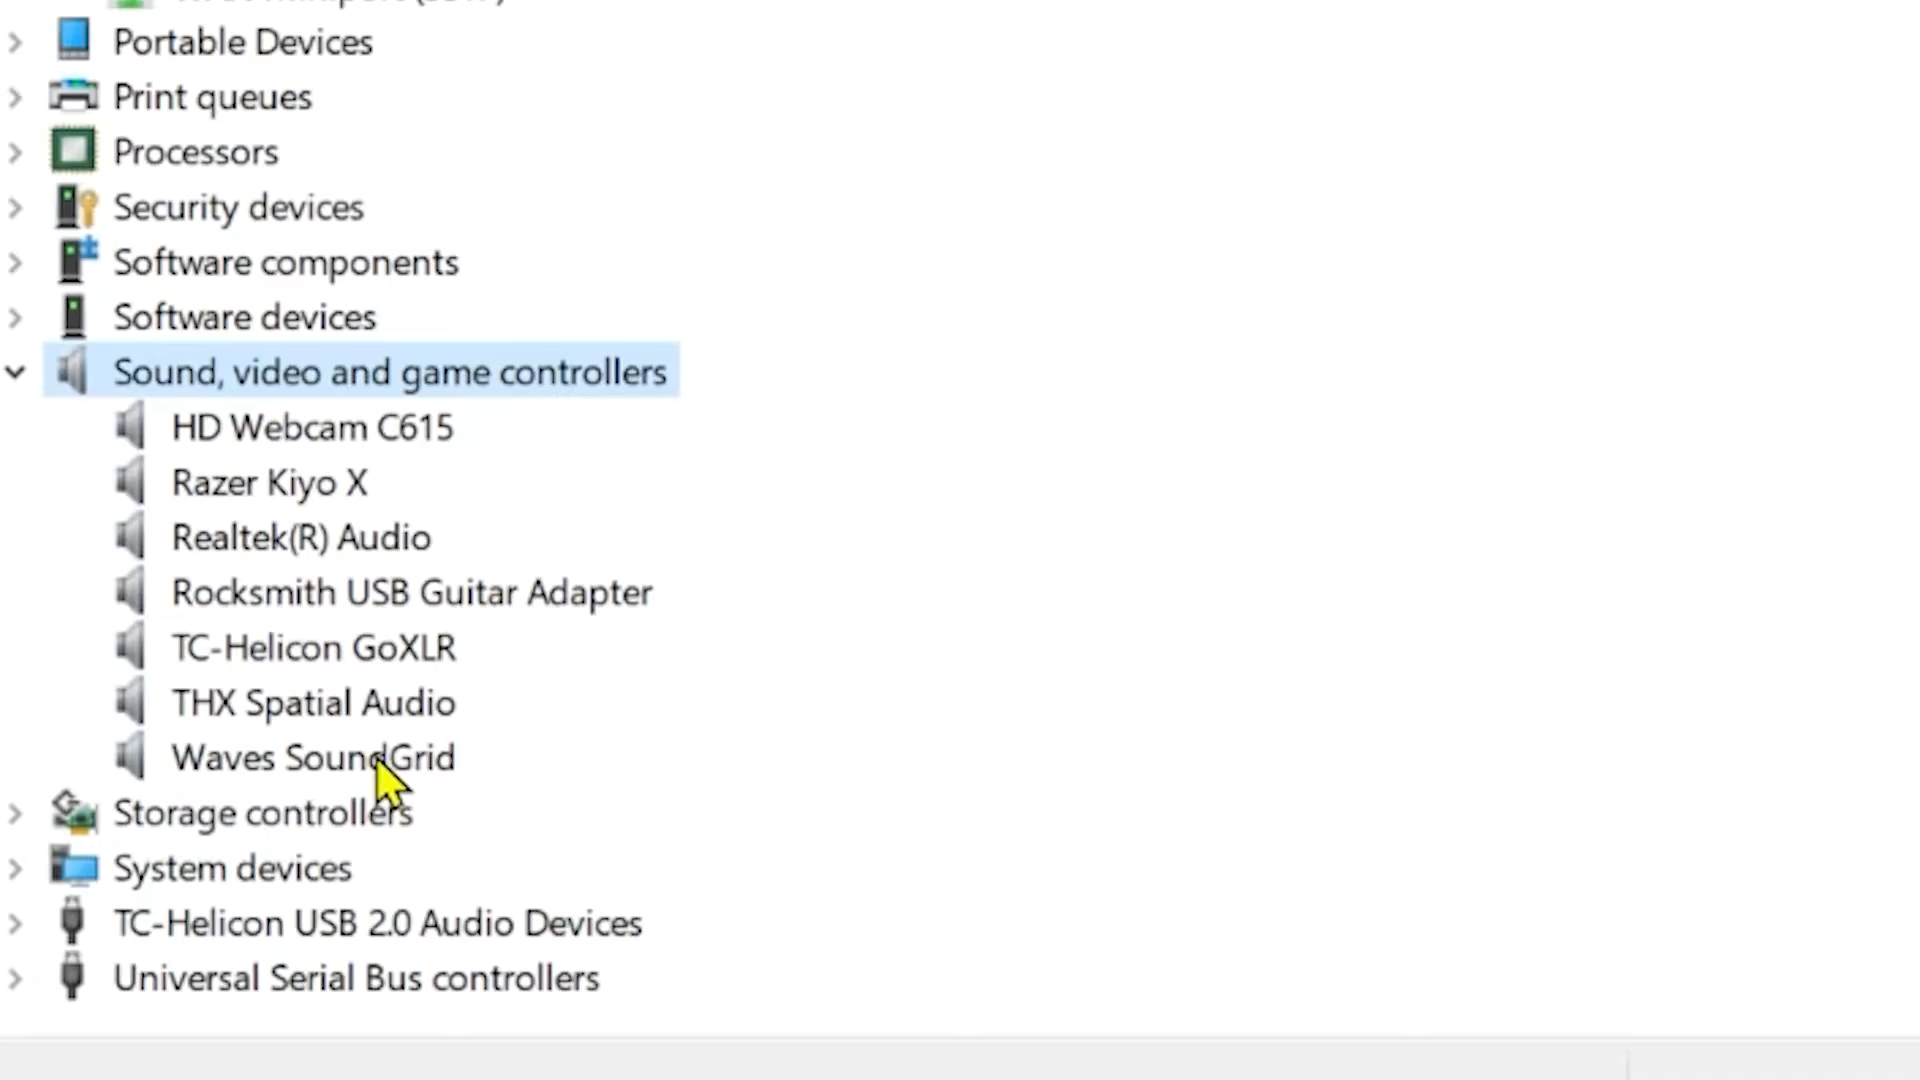 Portable Devices
Print queues
Processors
Security devices
Software components
Software devices
Sound, video and game controllers
HD Webcam C615
Razer Kiyo X
Realtek(R) Audio
Rocksmith USB Guitar Adapter
TC-Helicon GoXLR
THX Spatial Audio
Waves SoundGrid
Storage controllers
System devices
TC-Helicon USB 2.0 Audio Devices
Universal Serial Bus controllers